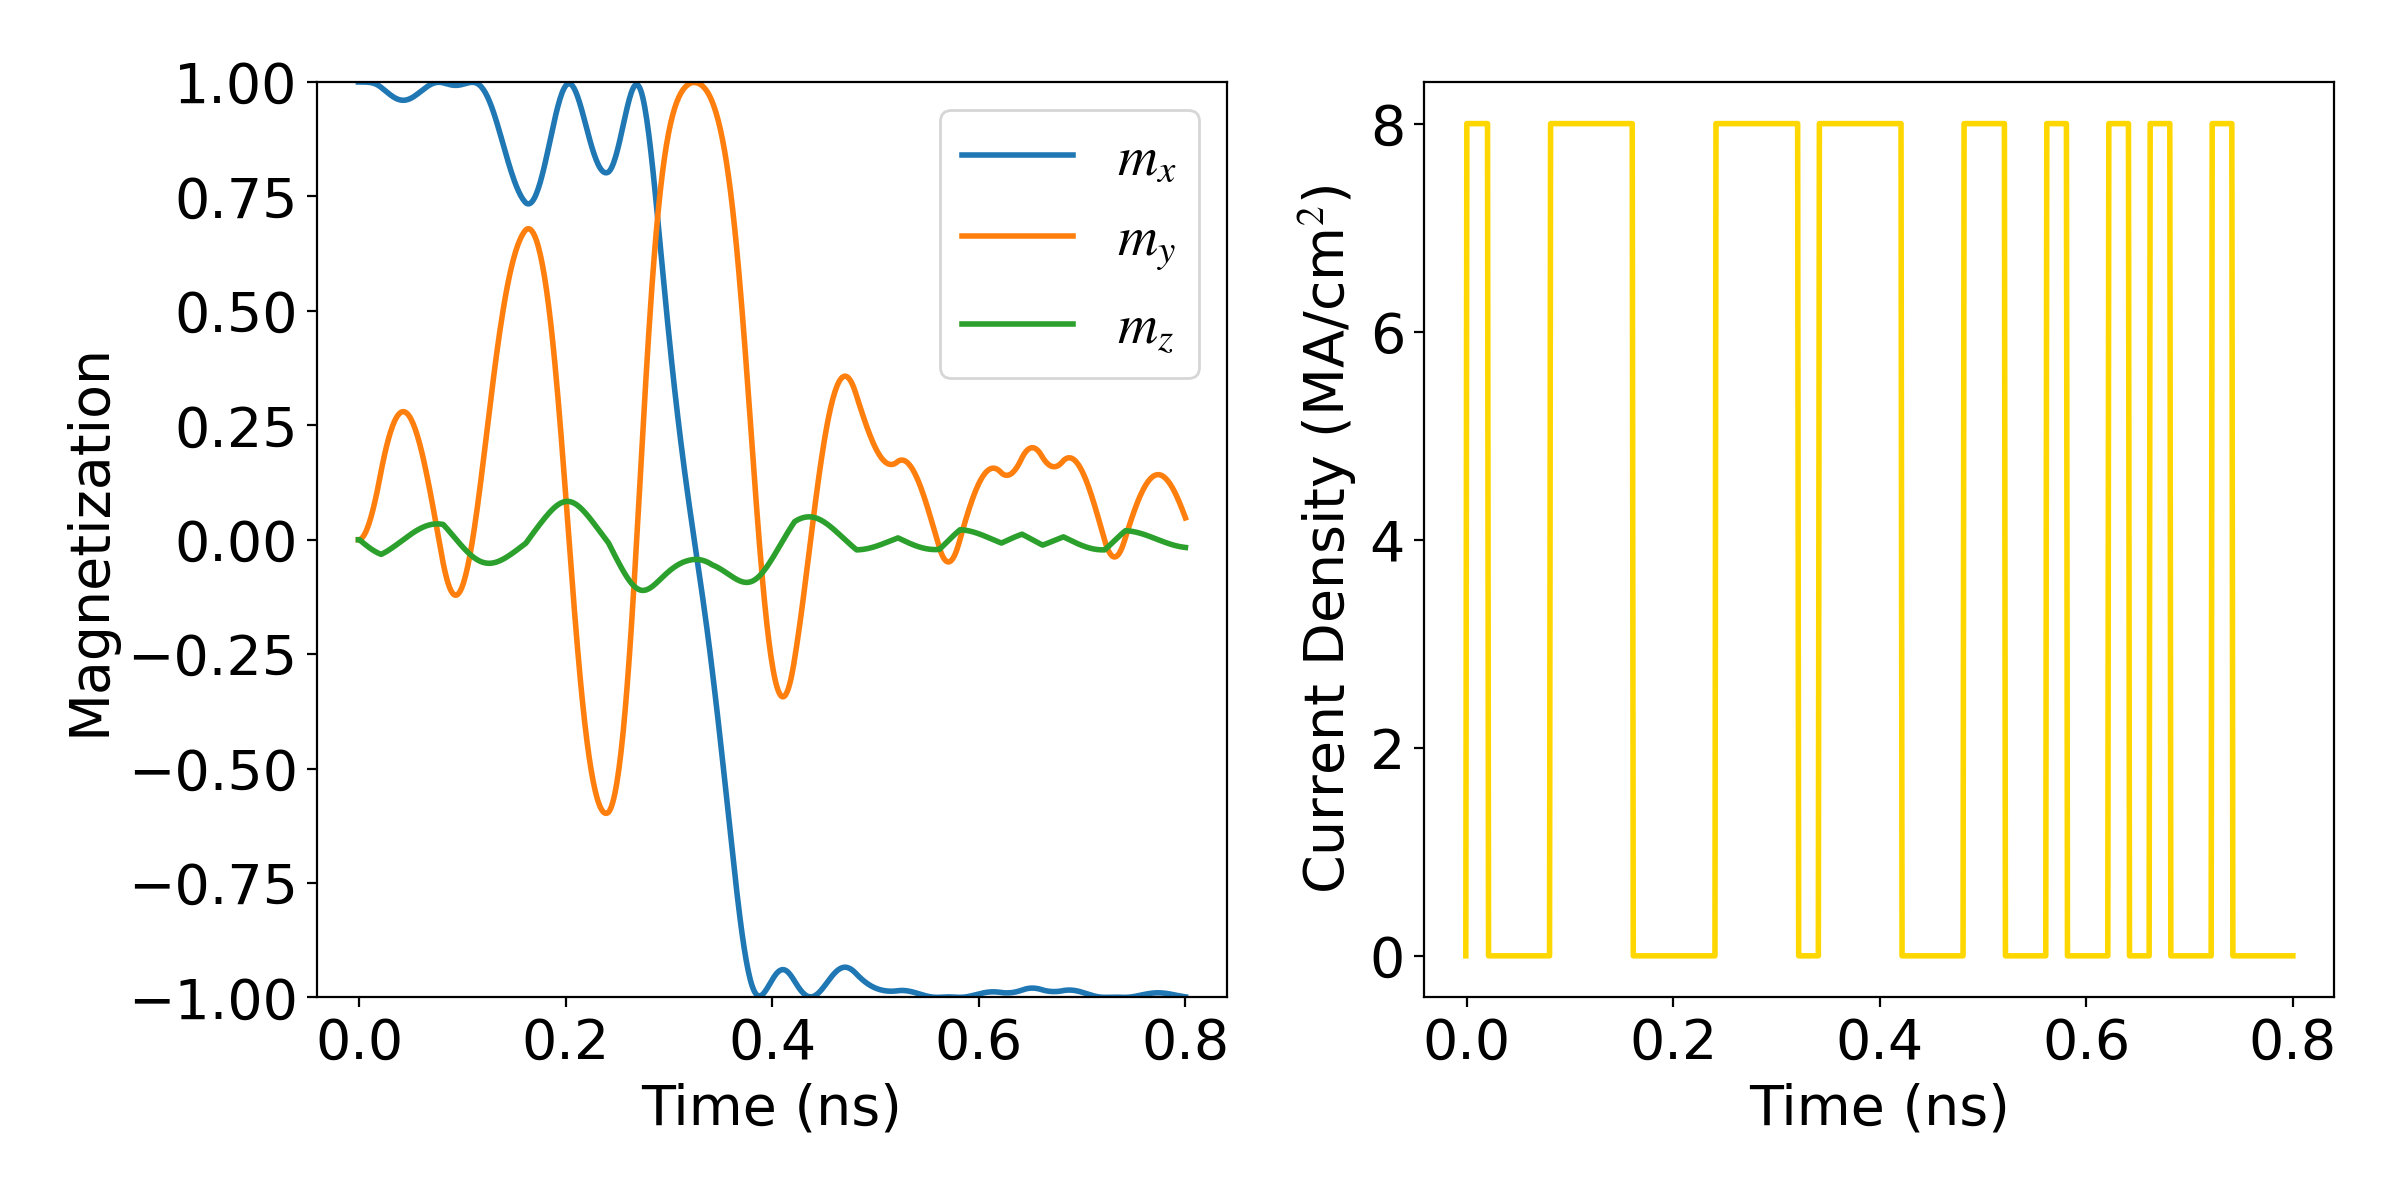 1.00
0.75
0.50
0.25
0.00
−0.25
−0.50
−0.75
−1.00
Magnetization
0.0 0.2 0.4 0.6 0.8
Time (ns)
m_x
m_y
m_z
8
6
4
2
0
Current Density (MA/cm²)
0.0 0.2 0.4 0.6 0.8
Time (ns)